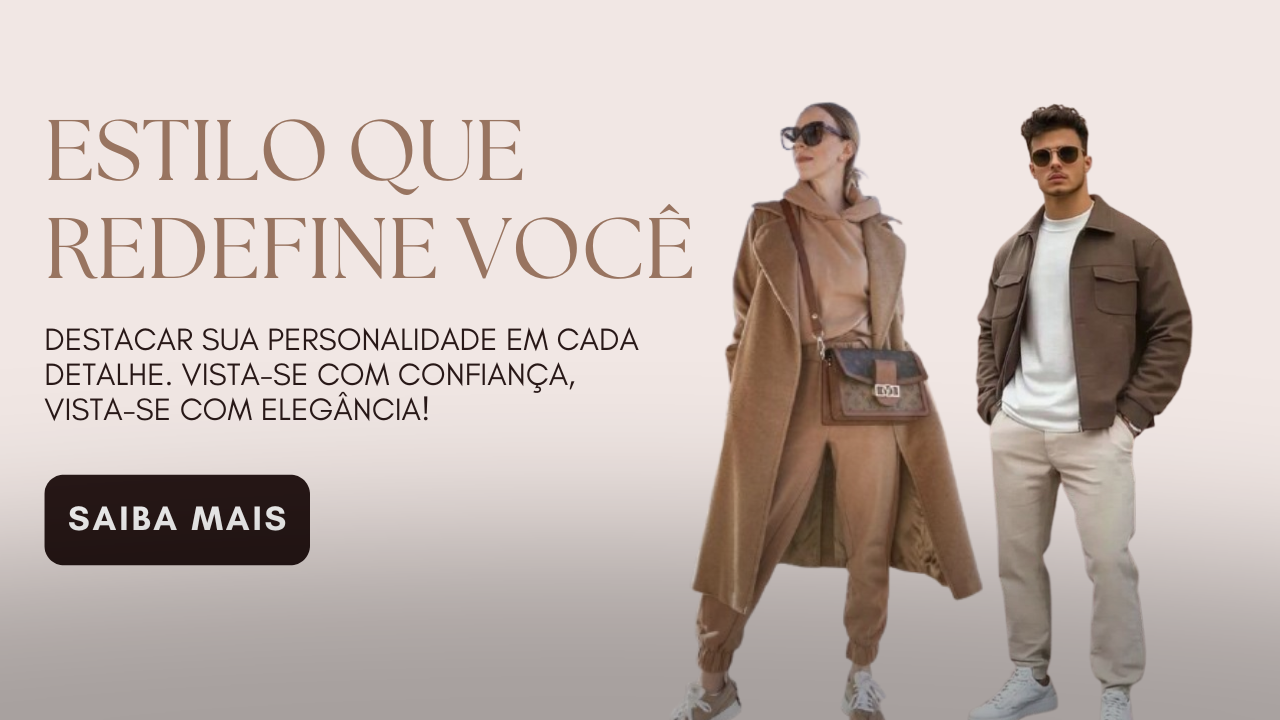 ESTILO QUE
REDEFINE VOCÊ
DESTACAR SUA PERSONALIDADE EM CADA
DETALHE. VISTA-SE COM CONFIANÇA,
VISTA-SE COM ELEGÂNCIA!
SAIBA MAIS